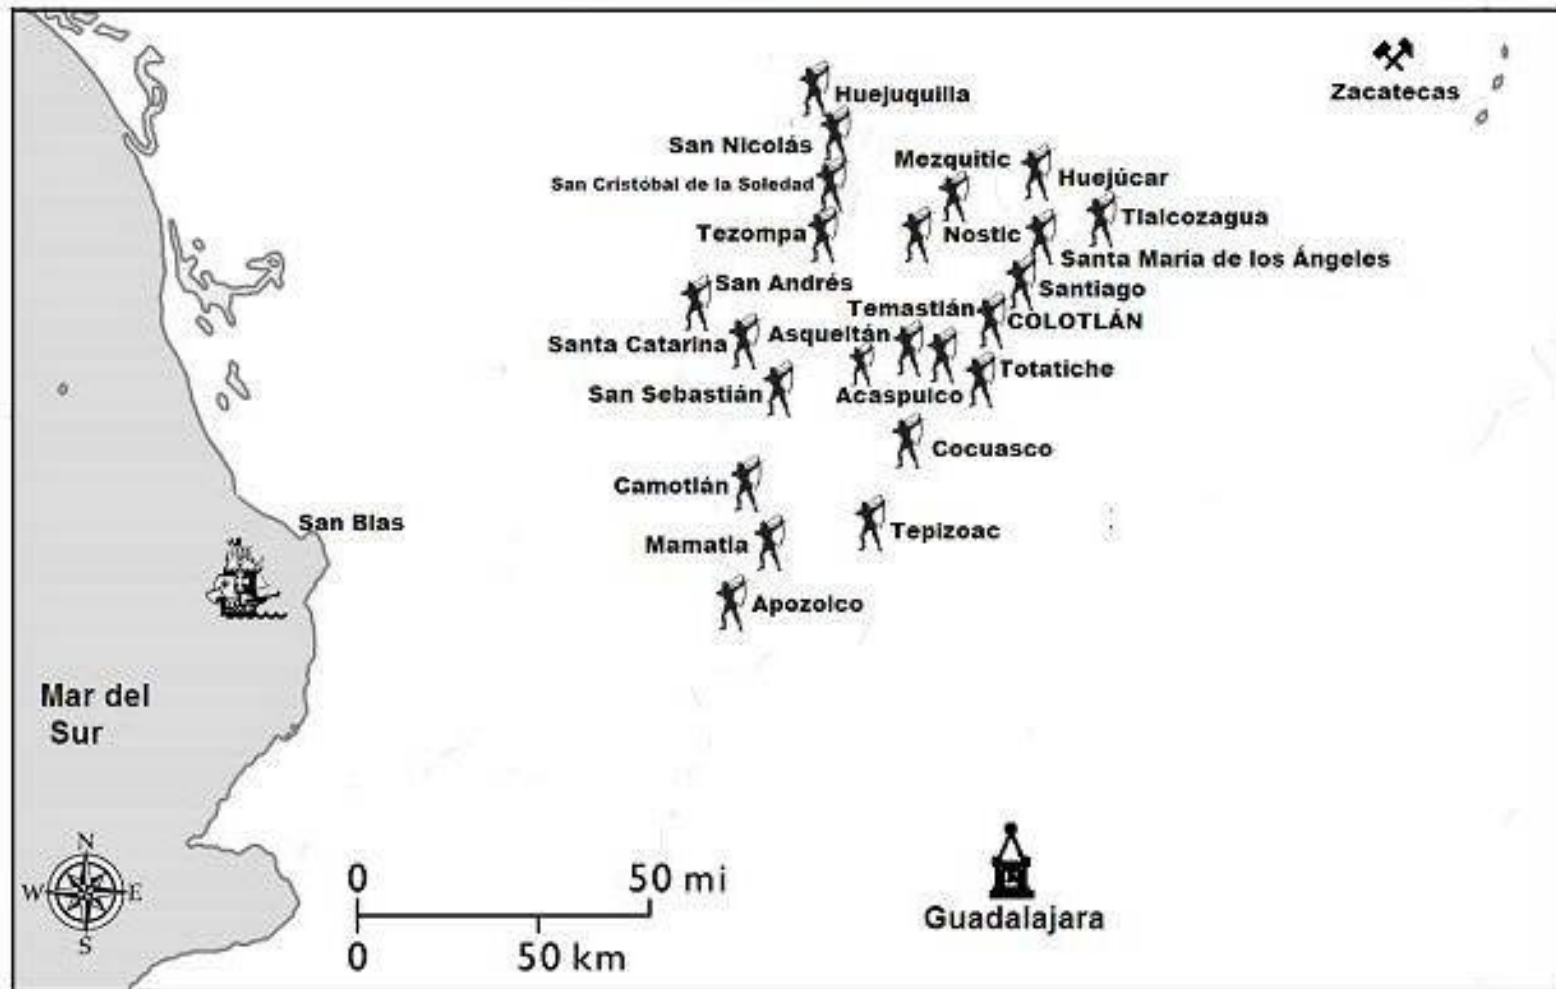 Zacatecas
Huejuquilla
San Nicolás
Mezquitic
San Cristóbal de la Soledad
Huejúcar
Tlalcozagua
Tezompa
Nostic
Santa María de los Ángeles
San Andrés
Santiago
Temastlán
COLOTLÁN
Asqueltán
Santa Catarina
Totatiche
San Sebastián
Acaspulco
Cocuasco
Camotlán
San Blas
Tepizoac
Mamatla
Apozolco
Mar del
Sur
N
W E
S
0 50 mi
0 50 km
Guadalajara